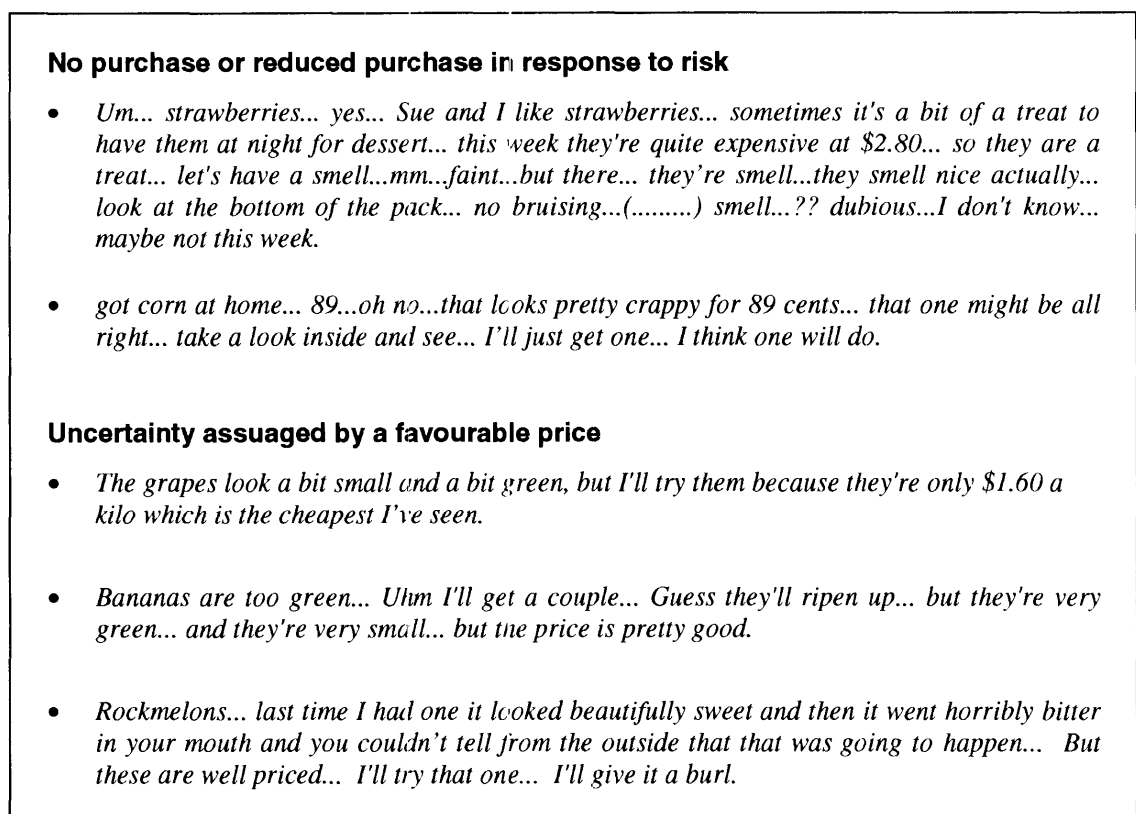 No purchase or reduced purchase in response to risk
• Um... strawberries... yes... Sue and I like strawberries... sometimes it's a bit of a treat to
have them at night for dessert... this week they're quite expensive at $2.80... so they are a
treat... let's have a smell...mm...faint...but there... they're smell...they smell nice actually...
look at the bottom of the pack... no bruising...(.........) smell...?? dubious...I don't know...
maybe not this week.
• got corn at home... 89...oh no...that looks pretty crappy for 89 cents... that one might be all
right... take a look inside and see... I'll just get one... I think one will do.
Uncertainty assuaged by a favourable price
• The grapes look a bit small and a bit green, but I'll try them because they're only $1.60 a
kilo which is the cheapest I've seen.
• Bananas are too green... Uhm I'll get a couple... Guess they'll ripen up... but they're very
green... and they're very small... but the price is pretty good.
• Rockmelons... last time I had one it looked beautifully sweet and then it went horribly bitter
in your mouth and you couldn't tell from the outside that that was going to happen... But
these are well priced... I'll try that one... I'll give it a burl.